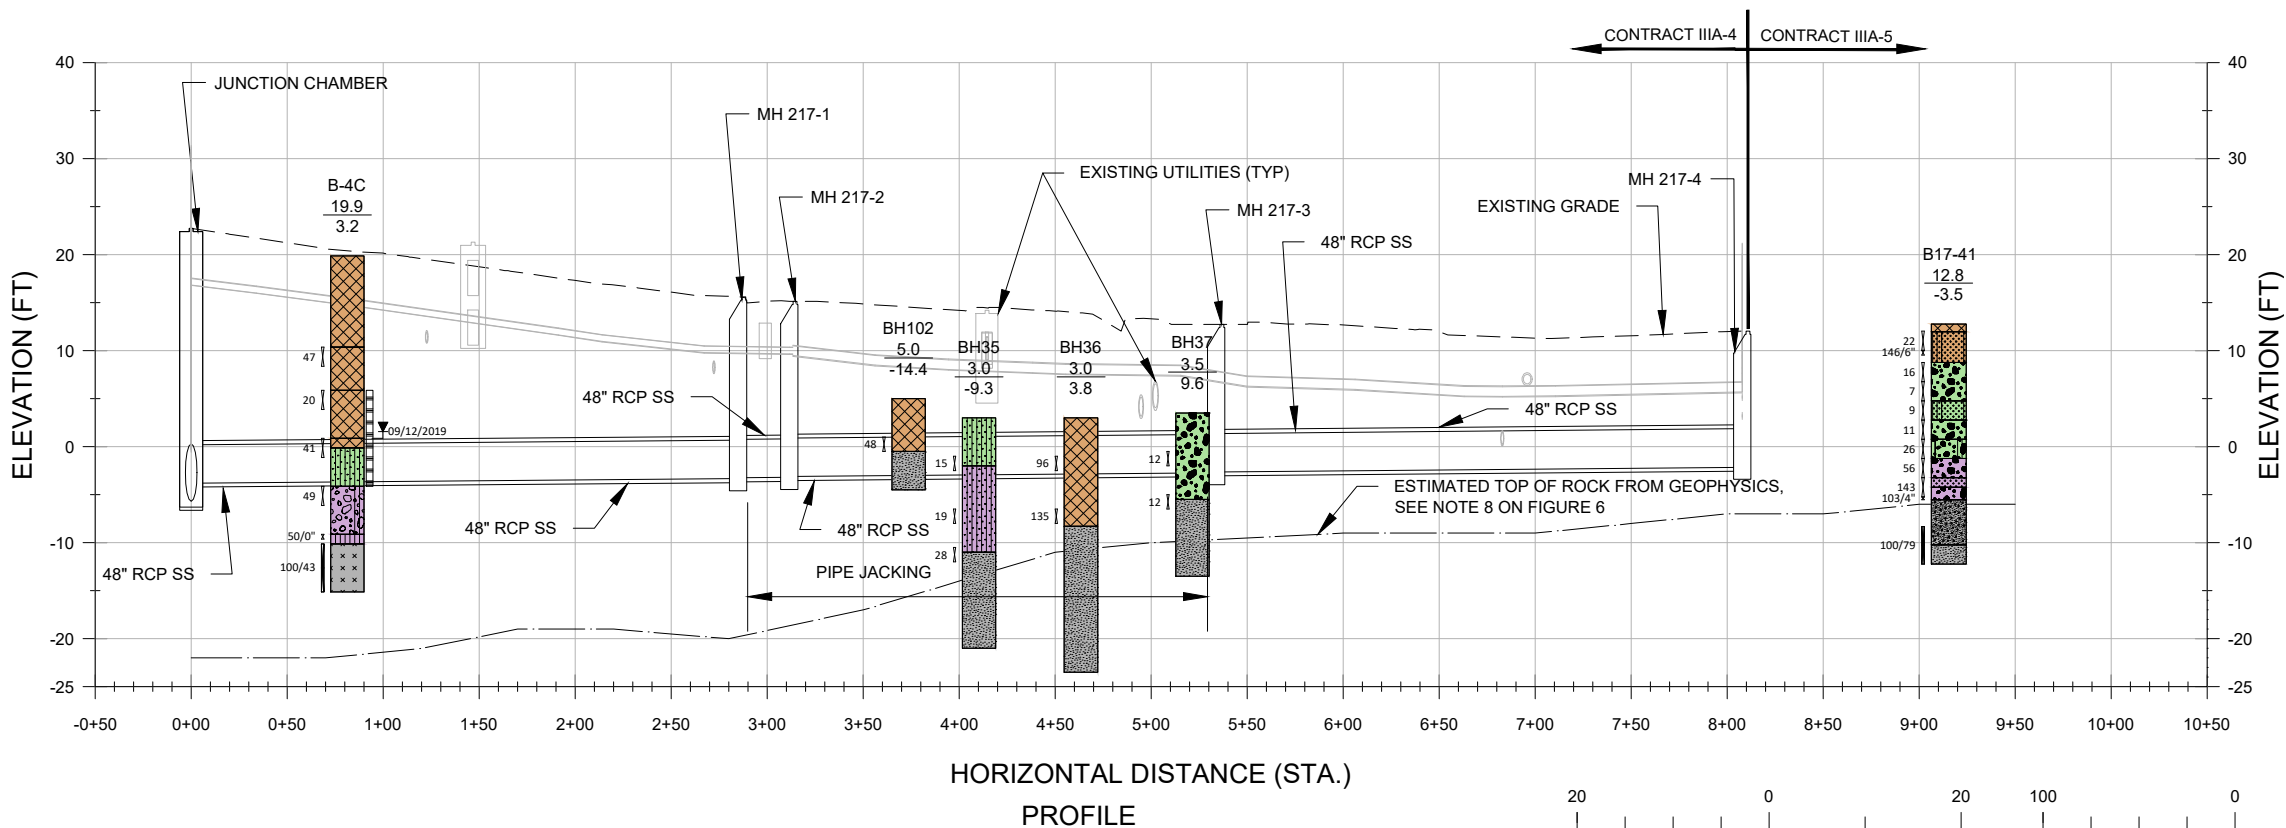 CONTRACT IIIA-4 CONTRACT IIIA-5
40 40
JUNCTION CHAMBER
MH 217-1
30 30
EXISTING UTILITIES (TYP)
MH 217-4
B-4C
19.9
3.2
MH 217-2
MH 217-3
EXISTING GRADE
48" RCP SS
20 20
B17-41
12.8
-3.5
BH102
5.0
-14.4
BH35
3.0
-9.3
BH36
3.0
3.8
BH37
3.5
9.6
10 10
47
20
41
49
50/0"
100/43
09/12/2019
48" RCP SS
48" RCP SS
48
15
19
28
96
135
12
12
22
146/6"
16
7
9
11
26
56
143
103/4"
100/79
0 0
ELEVATION (FT)
ELEVATION (FT)
ESTIMATED TOP OF ROCK FROM GEOPHYSICS,
SEE NOTE 8 ON FIGURE 6
48" RCP SS
48" RCP SS
48" RCP SS
-10 -10
PIPE JACKING
-20 -20
-25 -25
-0+50 0+00 0+50 1+00 1+50 2+00 2+50 3+00 3+50 4+00 4+50 5+00 5+50 6+00 6+50 7+00 7+50 8+00 8+50 9+00 9+50 10+00 10+50
HORIZONTAL DISTANCE (STA.)
PROFILE
20 0 20 100 0